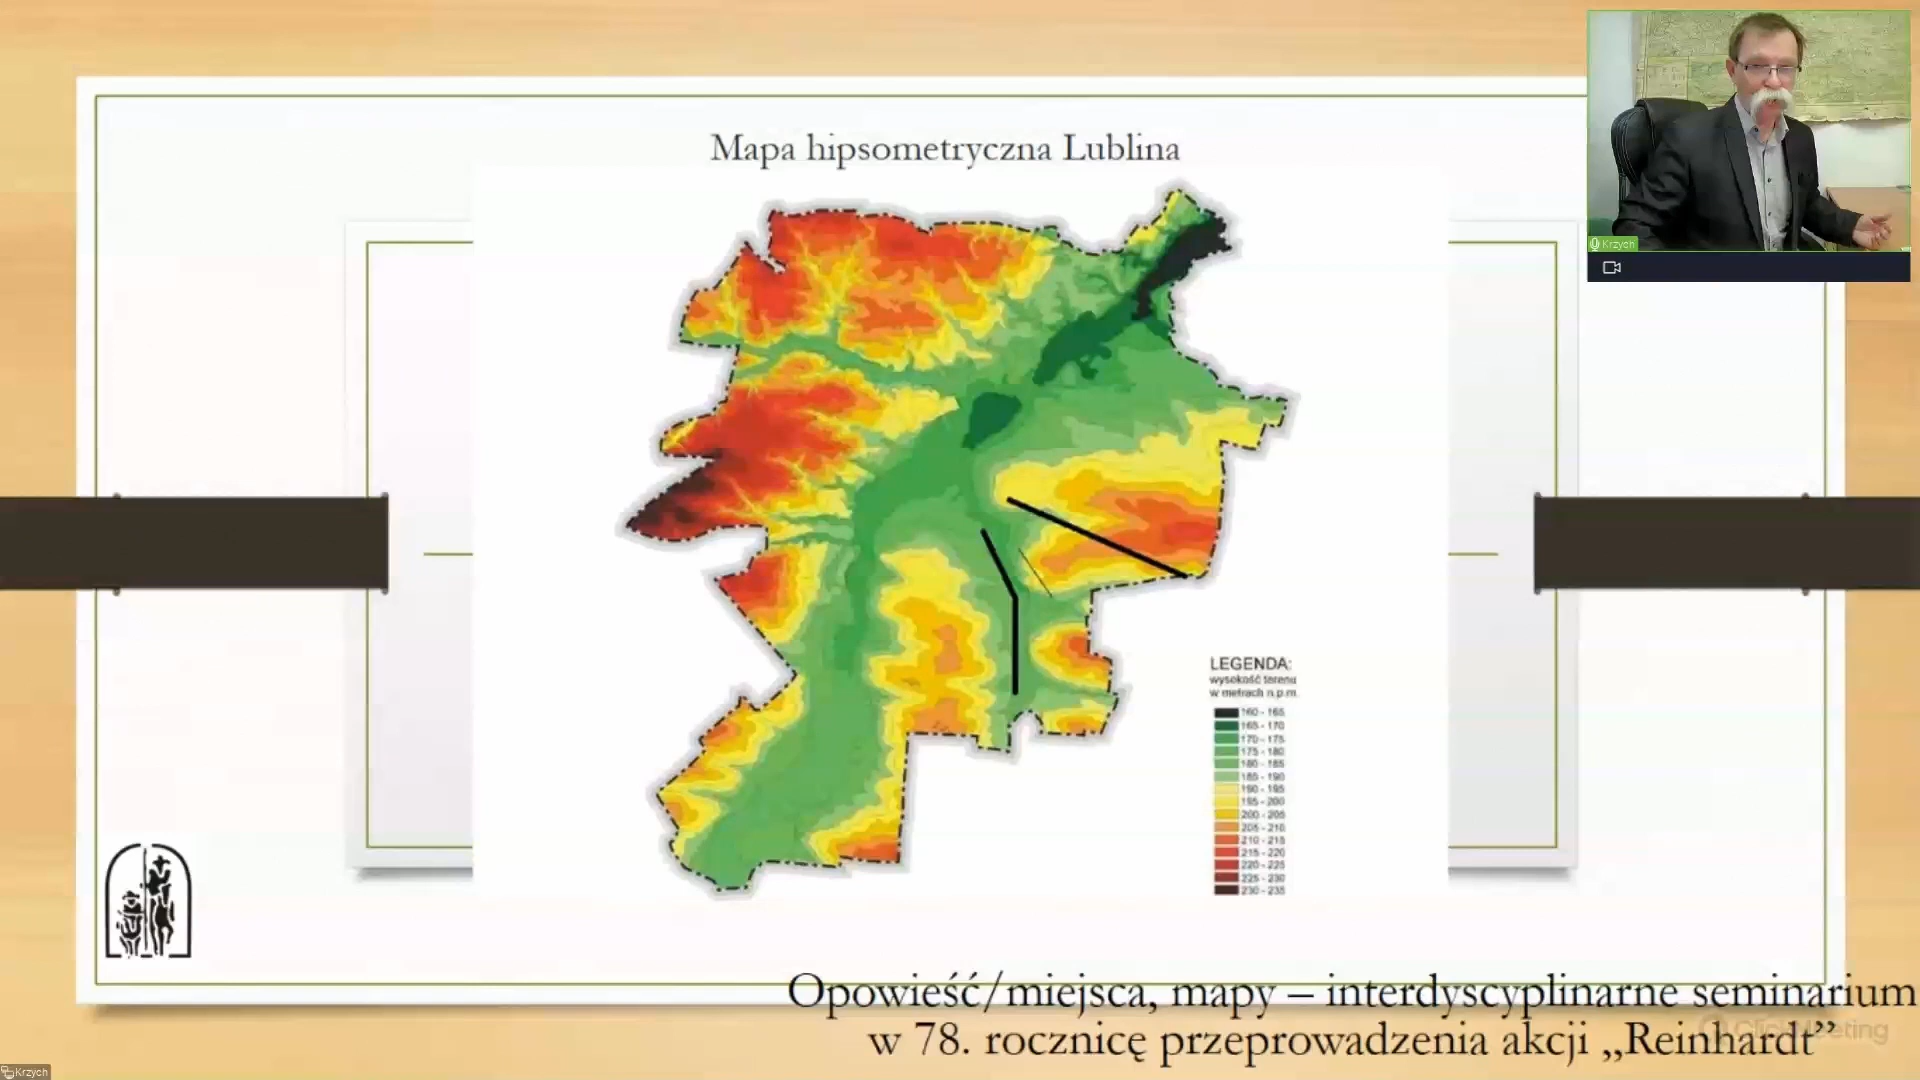 Mapa hipsometryczna Lublina
Krzych
LEGENDA:
wysokość terenu
w metrach n.p.m.
160 - 165
165 - 170
170 - 175
175 - 180
180 - 185
185 - 190
190 - 195
195 - 200
200 - 205
205 - 210
210 - 215
215 - 220
220 - 225
225 - 230
230 - 235
Opowieść/miejsca, mapy – interdyscyplinarne seminarium
w 78. rocznicę przeprowadzenia akcji „Reinhardt”
ClickMeeting
Krzych